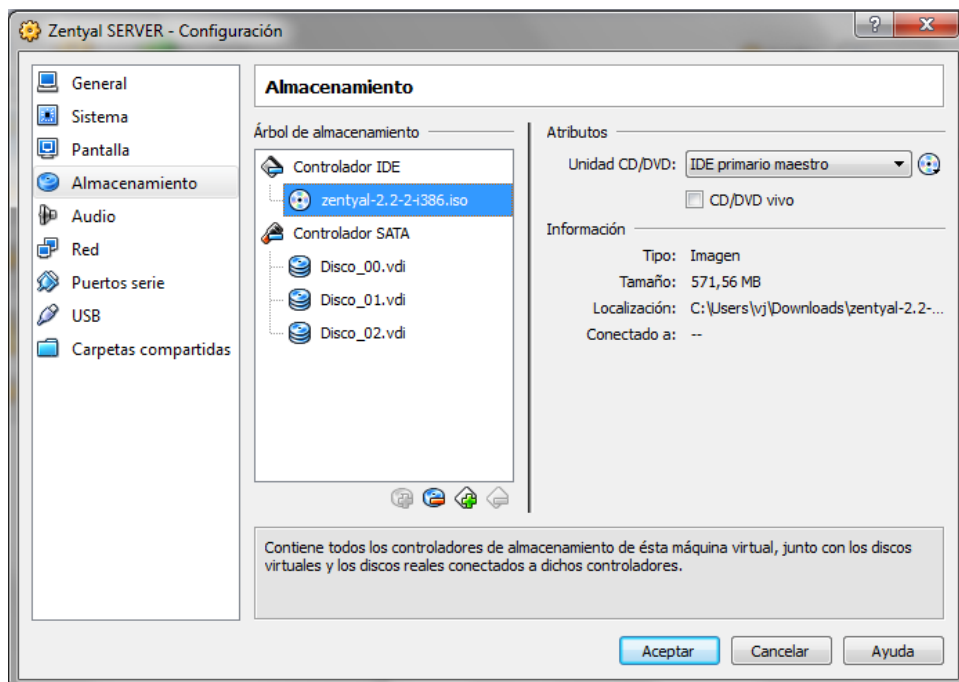 Zentyal SERVER - Configuración
General
Sistema
Pantalla
Almacenamiento
Audio
Red
Puertos serie
USB
Carpetas compartidas
Almacenamiento
Árbol de almacenamiento
Controlador IDE
zentyal-2.2-2-i386.iso
Controlador SATA
Disco_00.vdi
Disco_01.vdi
Disco_02.vdi
Atributos
Unidad CD/DVD: IDE primario maestro
CD/DVD vivo
Información
Tipo: Imagen
Tamaño: 571,56 MB
Localización: C:\Users\vj\Downloads\zentyal-2.2-...
Conectado a: --
Contiene todos los controladores de almacenamiento de ésta máquina virtual, junto con los discos
virtuales y los discos reales conectados a dichos controladores.
Aceptar Cancelar Ayuda